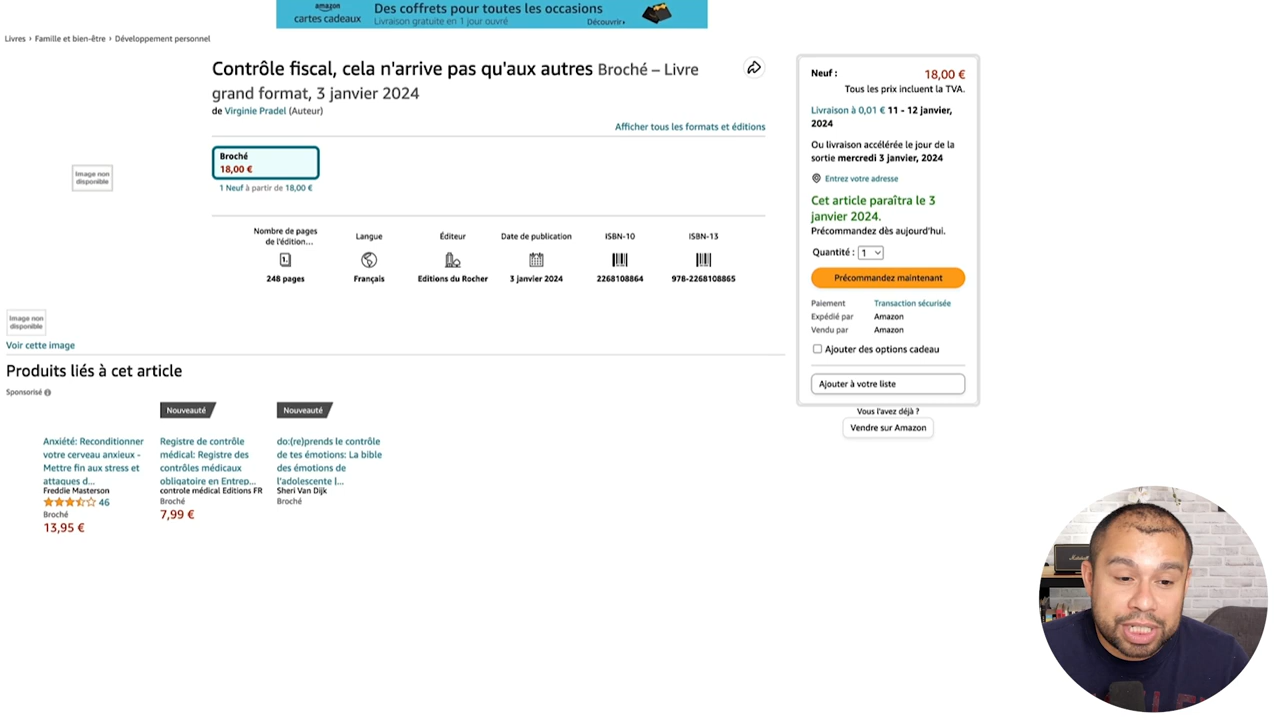 amazon
cartes cadeaux
Des coffrets pour toutes les occasions
Livraison gratuite en 1 jour ouvré
Découvrir ›
Livres › Famille et bien-être › Développement personnel
Contrôle fiscal, cela n'arrive pas qu'aux autres Broché – Livre
grand format, 3 janvier 2024
de Virginie Pradel (Auteur)
Afficher tous les formats et éditions
Broché
18,00 €
1 Neuf à partir de 18,00 €
Image non
disponible
Nombre de pages
de l'édition...
248 pages
Langue
Français
Éditeur
Editions du Rocher
Date de publication
3 janvier 2024
ISBN-10
2268108864
ISBN-13
978-2268108865
Image non
disponible
Voir cette image
Neuf :
18,00 €
Tous les prix incluent la TVA.
Livraison à 0,01 € 11 - 12 janvier,
2024
Ou livraison accélérée le jour de la
sortie mercredi 3 janvier, 2024
Entrez votre adresse
Cet article paraîtra le 3
janvier 2024.
Précommandez dès aujourd'hui.
Quantité : 1
Précommandez maintenant
Paiement Transaction sécurisée
Expédié par Amazon
Vendu par Amazon
Ajouter des options cadeau
Ajouter à votre liste
Vous l'avez déjà ?
Vendre sur Amazon
Produits liés à cet article
Sponsorisé
Anxiété: Reconditionner
votre cerveau anxieux -
Mettre fin aux stress et
attaques d...
Freddie Masterson
46
Broché
13,95 €
Nouveauté
Registre de contrôle
médical: Registre des
contrôles médicaux
obligatoire en Entrep...
controle médical Editions FR
Broché
7,99 €
Nouveauté
do:(re)prends le contrôle
de tes émotions: La bible
des émotions de
l'adolescente |...
Sheri Van Dijk
Broché